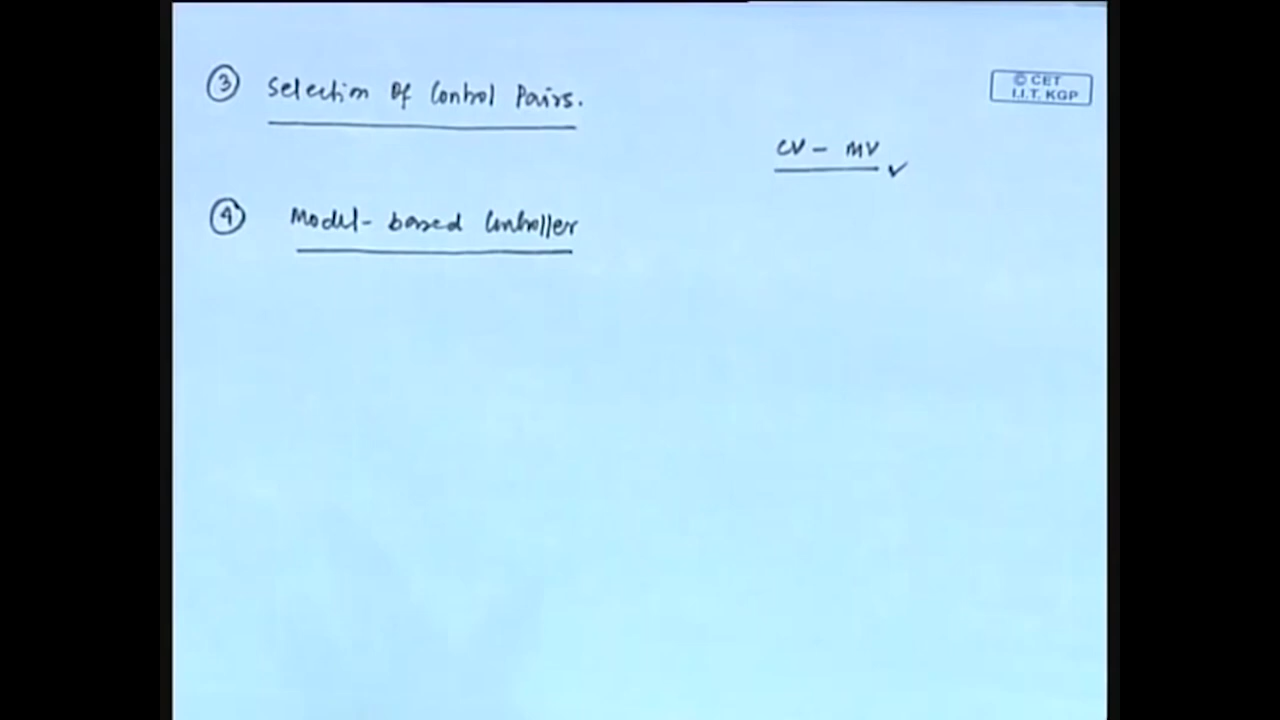 ③ Selection Of Control Pairs.
© CET
I.I.T. KGP
CV - MV ✓
④ Model-based Controller